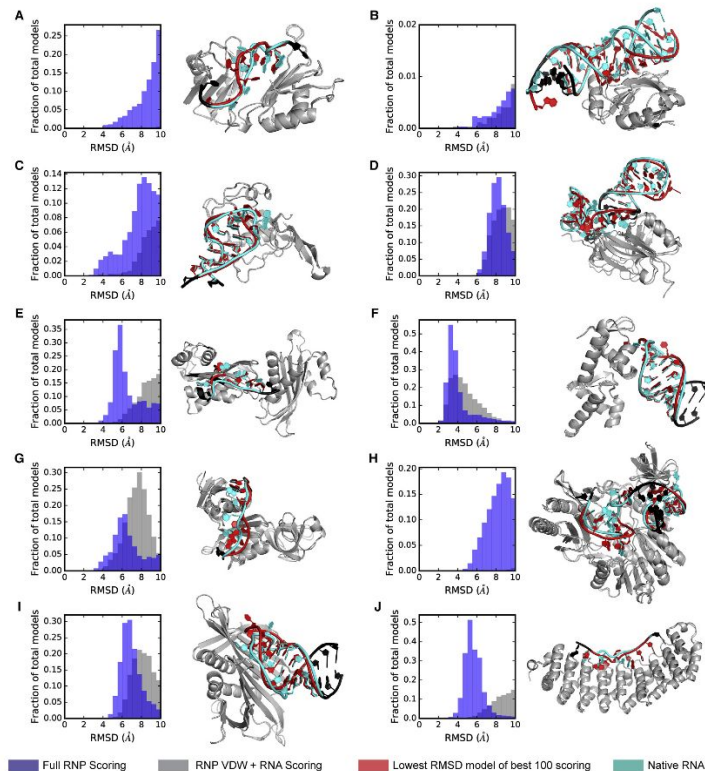 A
Fraction of total models
0.25
0.20
0.15
0.10
0.05
0.00
0 2 4 6 8 10
RMSD (Å)
B
Fraction of total models
0.02
0.01
0.00
0 2 4 6 8 10
RMSD (Å)
C
Fraction of total models
0.14
0.12
0.10
0.08
0.06
0.04
0.02
0.00
0 2 4 6 8 10
RMSD (Å)
D
Fraction of total models
0.30
0.25
0.20
0.15
0.10
0.05
0.00
0 2 4 6 8 10
RMSD (Å)
E
Fraction of total models
0.35
0.30
0.25
0.20
0.15
0.10
0.05
0.00
0 2 4 6 8 10
RMSD (Å)
F
Fraction of total models
0.5
0.4
0.3
0.2
0.1
0.0
0 2 4 6 8 10
RMSD (Å)
G
Fraction of total models
0.30
0.25
0.20
0.15
0.10
0.05
0.00
0 2 4 6 8 10
RMSD (Å)
H
Fraction of total models
0.20
0.15
0.10
0.05
0.00
0 2 4 6 8 10
RMSD (Å)
I
Fraction of total models
0.30
0.25
0.20
0.15
0.10
0.05
0.00
0 2 4 6 8 10
RMSD (Å)
J
Fraction of total models
0.5
0.4
0.3
0.2
0.1
0.0
0 2 4 6 8 10
RMSD (Å)
Full RNP Scoring
RNP VDW + RNA Scoring
Lowest RMSD model of best 100 scoring
Native RNA